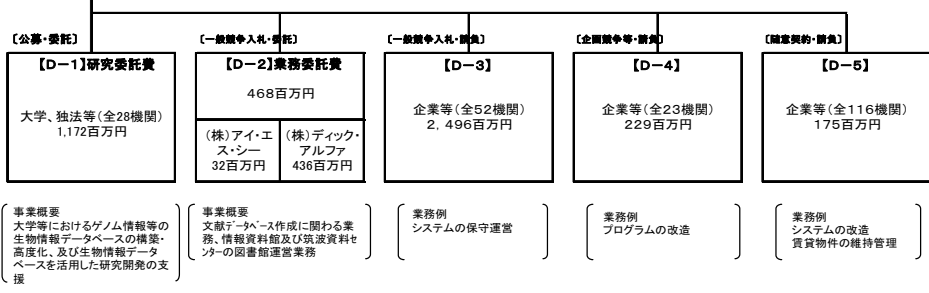 〔公募・委託〕
〔一般競争入札・委託〕
〔一般競争入札・請負〕
〔企画競争等・請負〕
〔随意契約・請負〕
【D－1】研究委託費
大学、独法等（全28機関）
1,172百万円
【D－2】業務委託費
468百万円
（株）アイ・エ
ス・シー
32百万円
（株）ディック・
アルファ
436百万円
【D－3】
企業等（全52機関）
2，496百万円
【D－4】
企業等（全23機関）
229百万円
【D－5】
企業等（全116機関）
175百万円
事業概要
大学等におけるゲノム情報等の
生物情報データベースの構築・
高度化、及び生物情報データ
ベースを活用した研究開発の支
援
事業概要
文献データベース作成に関わる業
務、情報資料館及び筑波資料セ
ンターの図書館運営業務
業務例
システムの保守運営
業務例
プログラムの改造
業務例
システムの改造
賃貸物件の維持管理